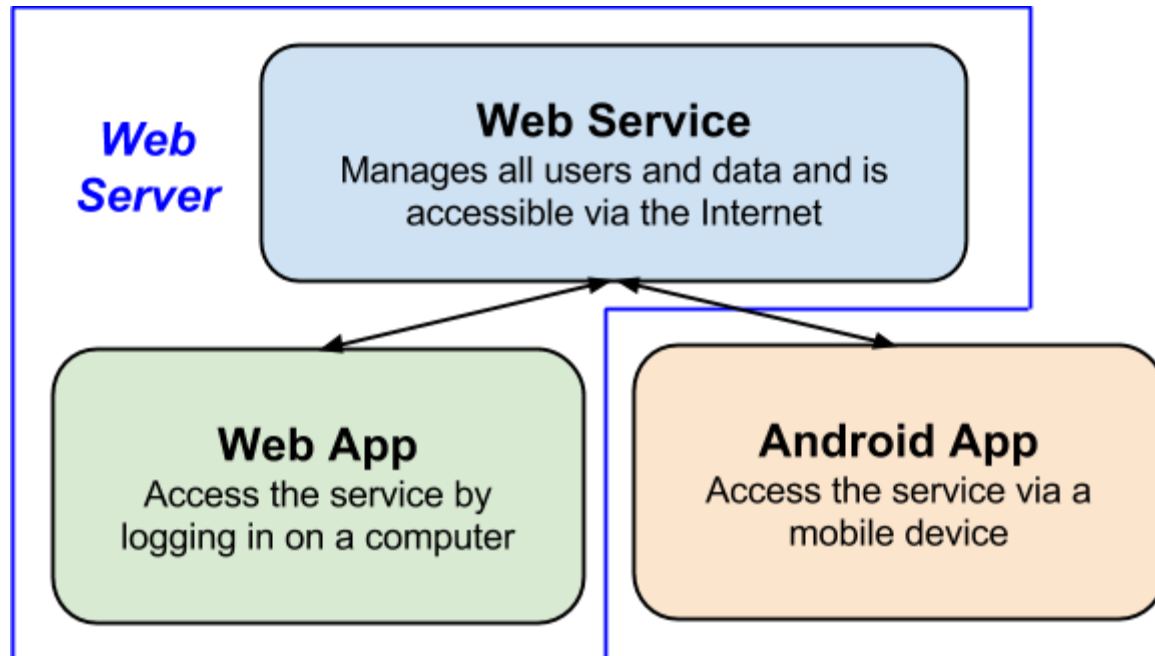 Web
Server
Web Service
Manages all users and data and is
accessible via the Internet
Web App
Access the service by
logging in on a computer
Android App
Access the service via a
mobile device